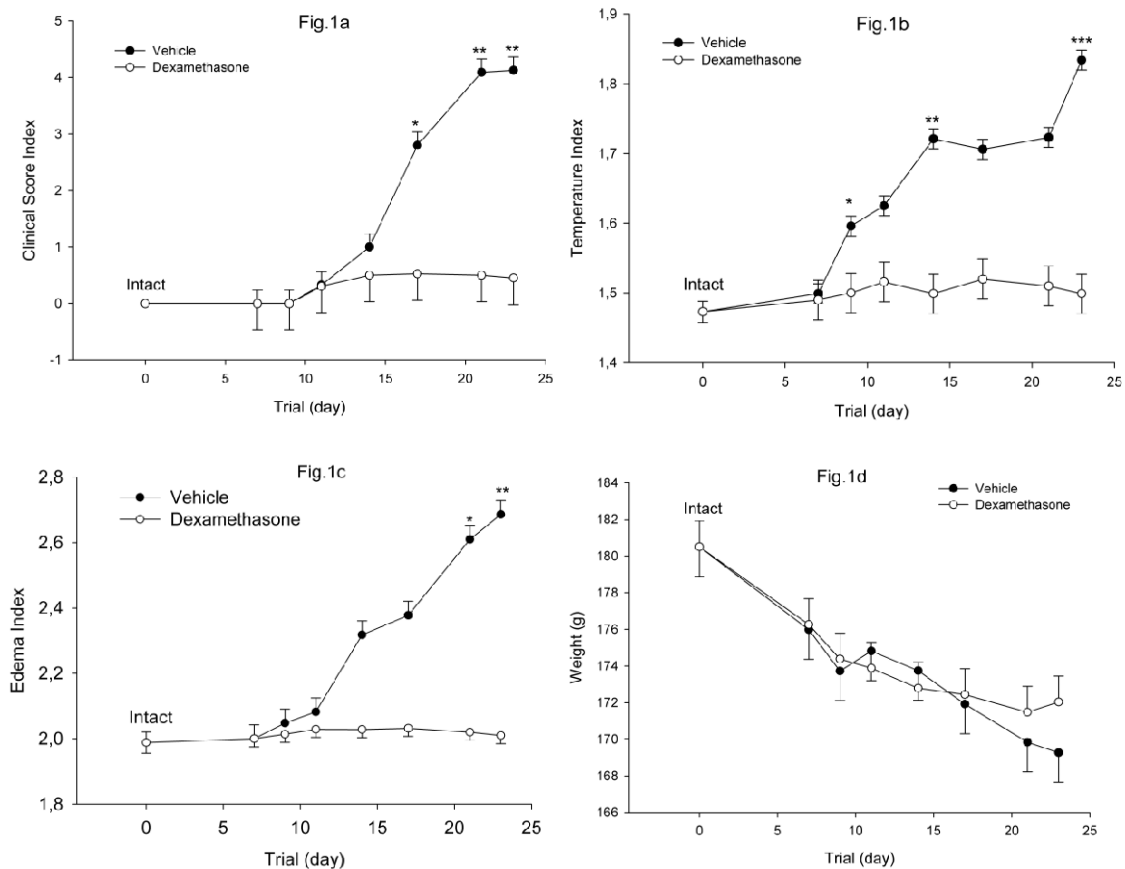 Fig.1a
Vehicle
Dexamethasone
Clinical Score Index
5
4
3
2
1
0
-1
** **
*
Intact
0 5 10 15 20 25
Trial (day)
Fig.1b
Vehicle
Dexamethasone
Temperature Index
1,9
1,7
1,6
1,5
1,4
***
**
*
Intact
0 5 10 15 20 25
Trial (day)
Fig.1c
Vehicle
Dexamethasone
Edema Index
2,8
2,6
2,4
2,2
2,0
1,8
**
*
Intact
0 5 10 15 20 25
Trial (day)
Fig.1d
Vehicle
Dexamethasone
Weight (g)
184
182
180
178
176
174
172
170
168
166
Intact
0 5 10 15 20 25
Trial (day)